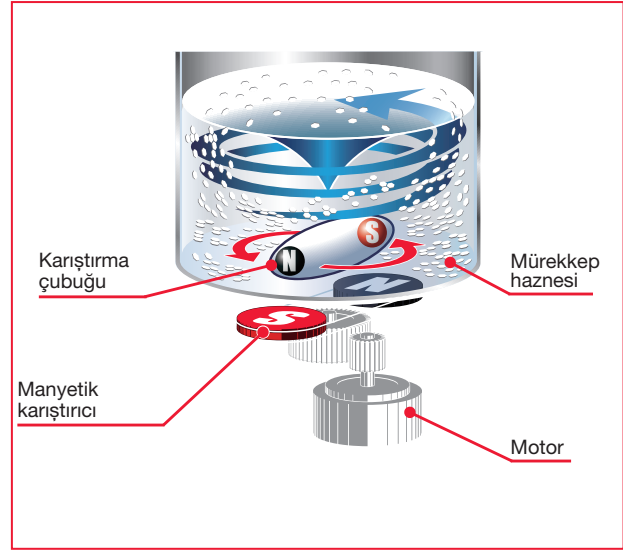 S
N
Karıştırma
çubuğu
Mürekkep
haznesi
N
S
Manyetik
karıştırıcı
Motor